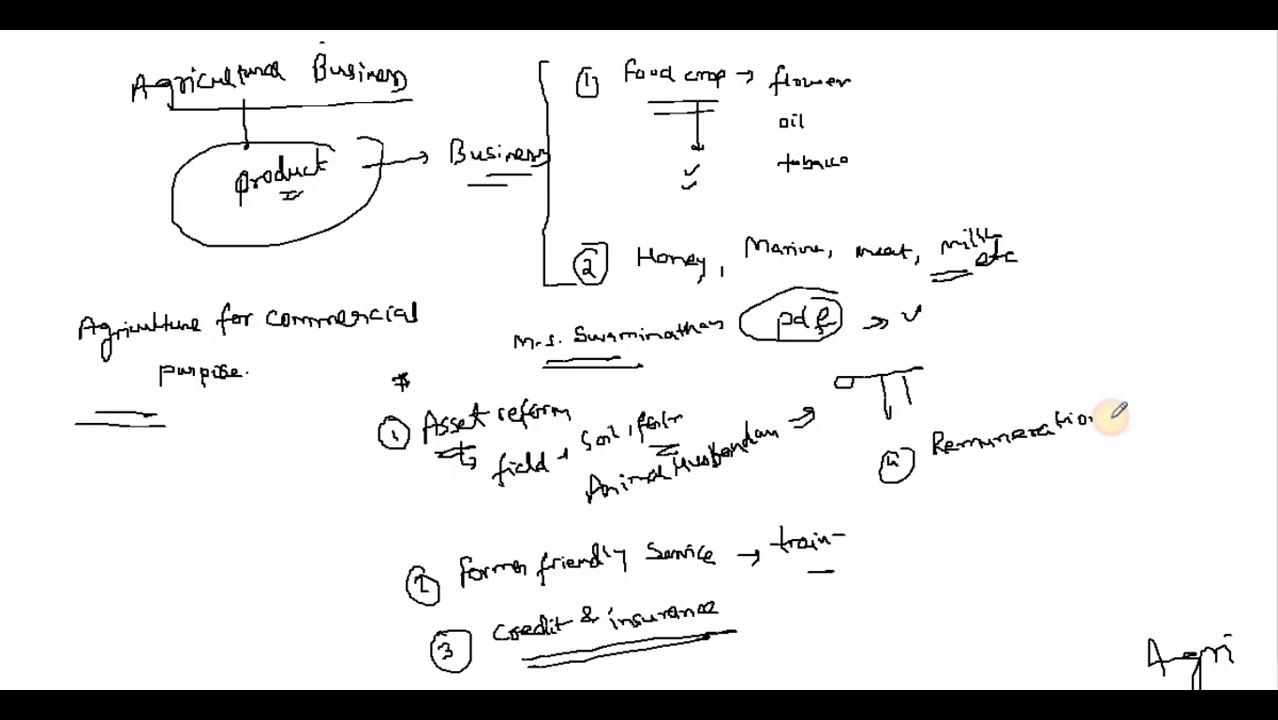 Agricultural Business
product → Business
① Food crop → flower
oil
tobacco
② Honey, Marine, meat, milk
etc
Agriculture for commercial
purpose.
M.S. Swaminathan pdf
① Asset reform
field + Soil,
Animal Husbandary
② Former friendly Service → train-
③ Credit & insurance
④ Remuneration
Agri